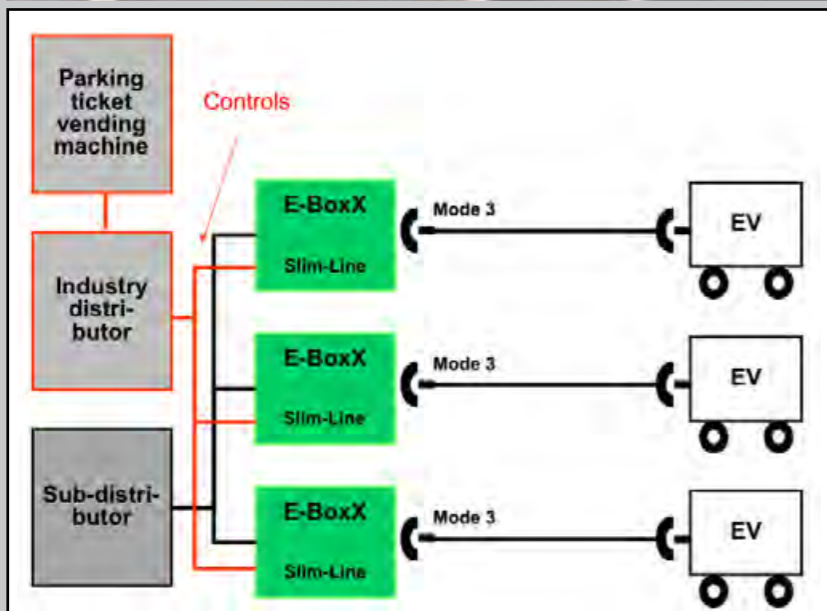 Parking
ticket
vending
machine
Controls
E-BoxX
Mode 3
EV
Slim-Line
Industry
distri-
butor
E-BoxX
Mode 3
EV
Slim-Line
Sub-distri-
butor
E-BoxX
Mode 3
EV
Slim-Line